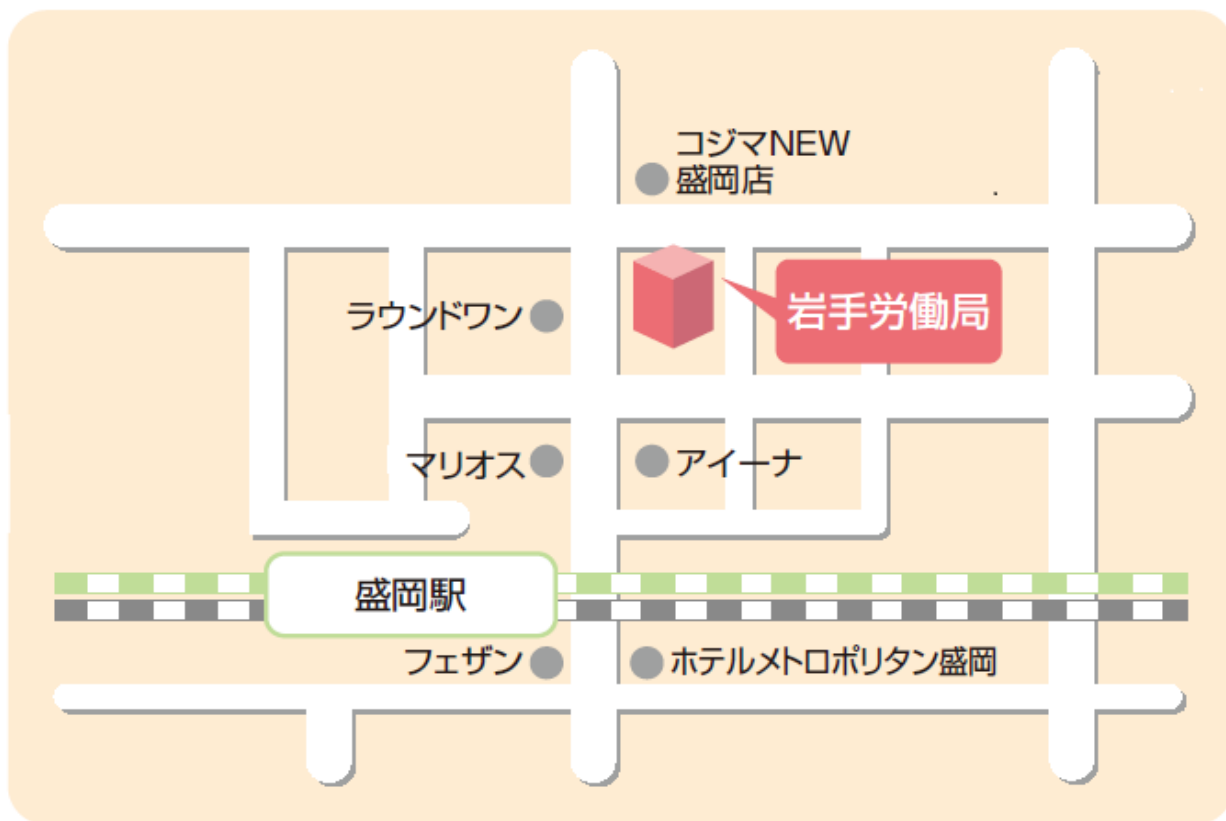 コジマNEW
盛岡店
ラウンドワン
岩手労働局
マリオス
アイーナ
盛岡駅
フェザン
ホテルメトロポリタン盛岡